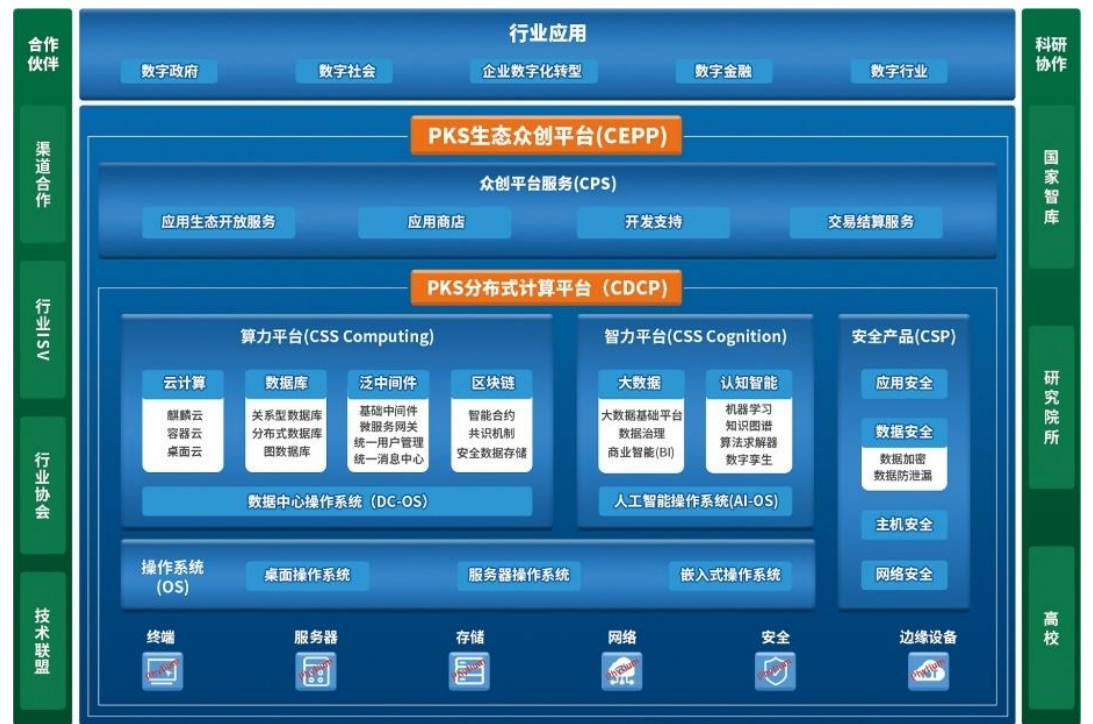 合作
伙伴
渠道合作
行业ISV
行业协会
技术联盟
行业应用
数字政府
数字社会
企业数字化转型
数字金融
数字行业
PKS生态众创平台(CEPP)
众创平台服务(CPS)
应用生态开放服务
应用商店
开发支持
交易结算服务
PKS分布式计算平台（CDCP）
算力平台(CSS Computing)
云计算
麒麟云
容器云
桌面云
数据库
关系型数据库
分布式数据库
图数据库
泛中间件
基础中间件
微服务网关
统一用户管理
统一消息中心
区块链
智能合约
共识机制
安全数据存储
数据中心操作系统（DC-OS）
智力平台(CSS Cognition)
大数据
大数据基础平台
数据治理
商业智能(BI)
认知智能
机器学习
知识图谱
算法求解器
数字孪生
人工智能操作系统(AI-OS)
安全产品(CSP)
应用安全
数据安全
数据加密
数据防泄漏
主机安全
网络安全
操作系统
(OS)
桌面操作系统
服务器操作系统
嵌入式操作系统
终端
服务器
存储
网络
安全
边缘设备
Phytium
Phytium
Phytium
Phytium
Phytium
Phytium
科研
协作
国家智库
研究院所
高校